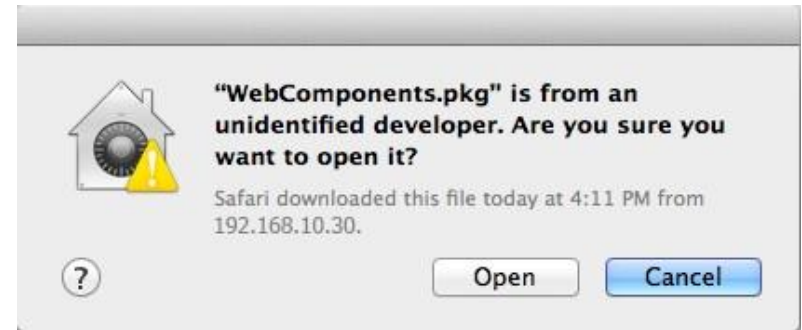 "WebComponents.pkg" is from an
unidentified developer. Are you sure you
want to open it?
Safari downloaded this file today at 4:11 PM from
192.168.10.30.
?
Open
Cancel